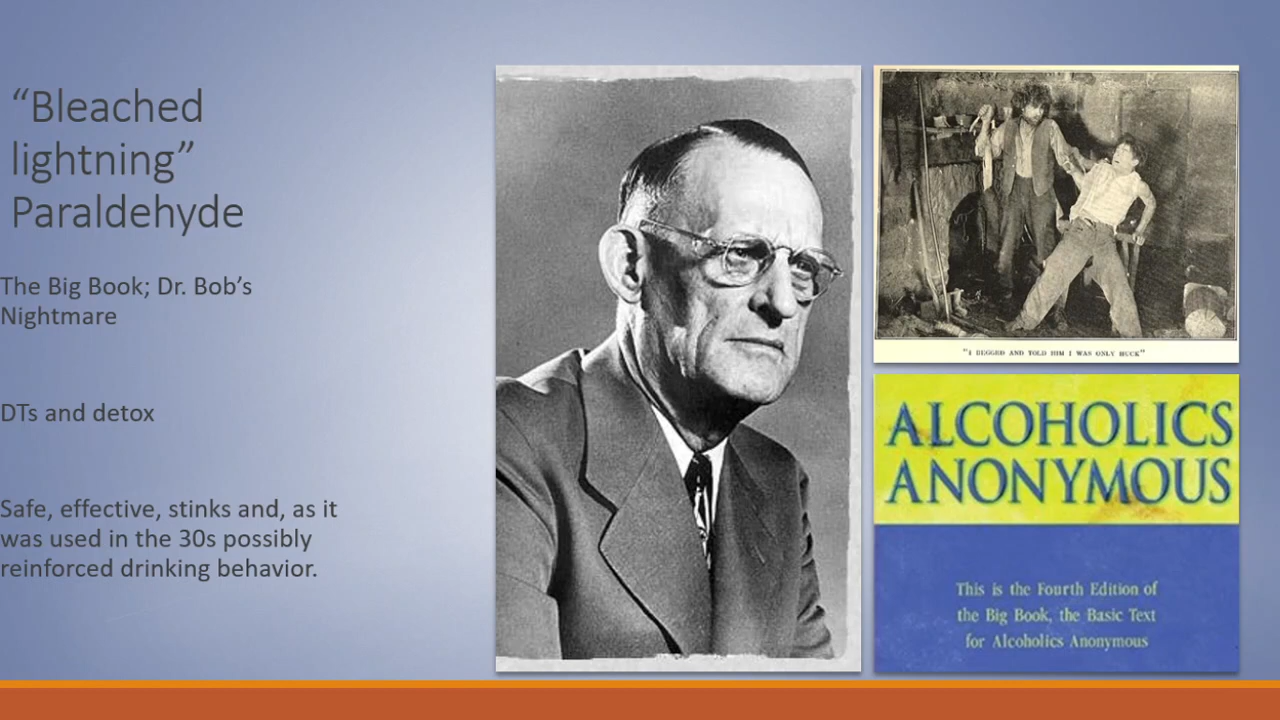 “Bleached
lightning”
Paraldehyde
The Big Book; Dr. Bob’s
Nightmare
DTs and detox
Safe, effective, stinks and, as it
was used in the 30s possibly
reinforced drinking behavior.
"I BEGGED AND TOLD HIM I WAS ONLY HUCK"
ALCOHOLICS
ANONYMOUS
This is the Fourth Edition of
the Big Book, the Basic Text
for Alcoholics Anonymous